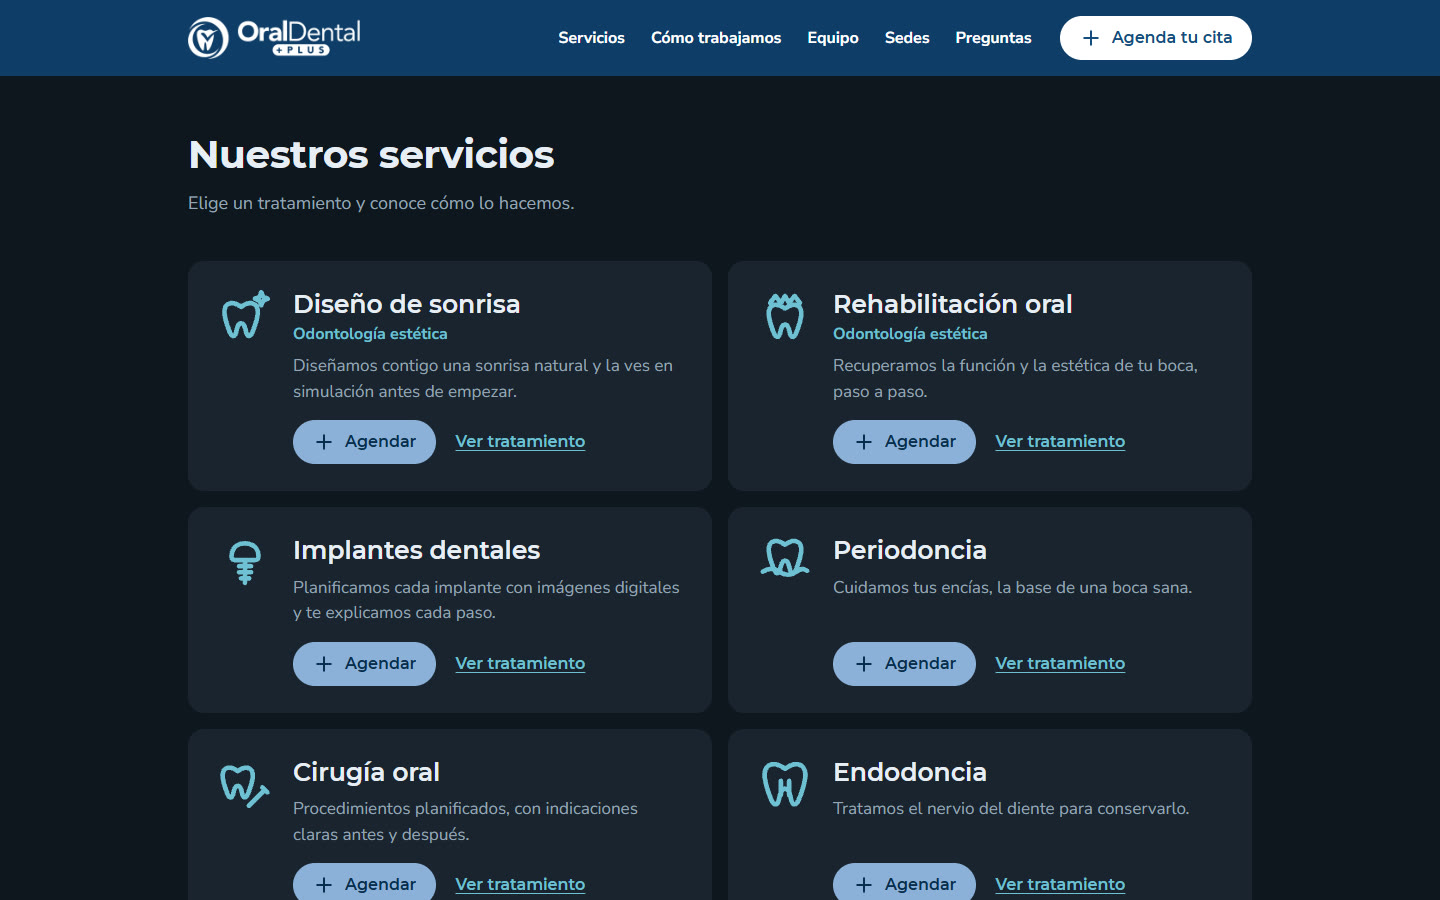 OralDental
+PLUS
Servicios
Cómo trabajamos
Equipo
Sedes
Preguntas
+ Agenda tu cita
Nuestros servicios
Elige un tratamiento y conoce cómo lo hacemos.
Diseño de sonrisa
Odontología estética
Diseñamos contigo una sonrisa natural y la ves en
simulación antes de empezar.
+ Agendar
Ver tratamiento
Rehabilitación oral
Odontología estética
Recuperamos la función y la estética de tu boca,
paso a paso.
+ Agendar
Ver tratamiento
Implantes dentales
Planificamos cada implante con imágenes digitales
y te explicamos cada paso.
+ Agendar
Ver tratamiento
Periodoncia
Cuidamos tus encías, la base de una boca sana.
+ Agendar
Ver tratamiento
Cirugía oral
Procedimientos planificados, con indicaciones
claras antes y después.
+ Agendar
Ver tratamiento
Endodoncia
Tratamos el nervio del diente para conservarlo.
+ Agendar
Ver tratamiento